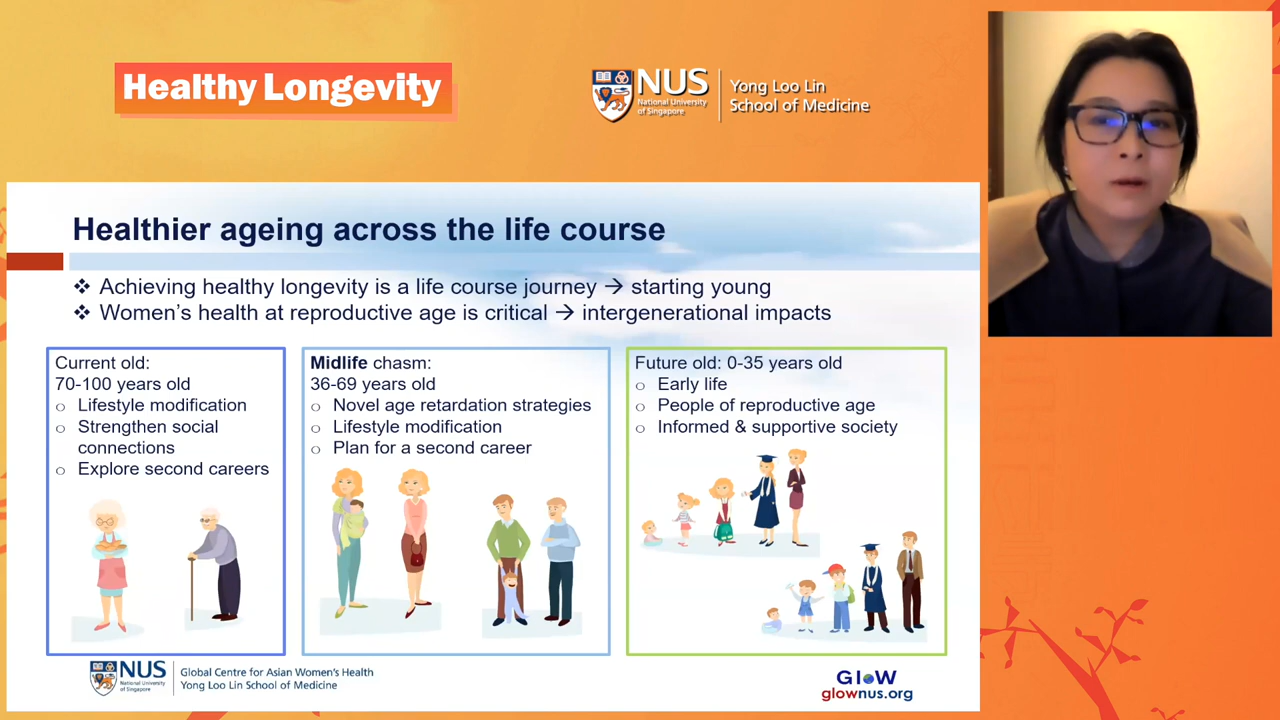 Healthy Longevity
NUS
National University
of Singapore
Yong Loo Lin
School of Medicine
Healthier ageing across the life course
❖ Achieving healthy longevity is a life course journey → starting young
❖ Women's health at reproductive age is critical → intergenerational impacts
Current old:
70-100 years old
o Lifestyle modification
o Strengthen social
connections
o Explore second careers
Midlife chasm:
36-69 years old
o Novel age retardation strategies
o Lifestyle modification
o Plan for a second career
Future old: 0-35 years old
o Early life
o People of reproductive age
o Informed & supportive society
NUS
National University
of Singapore
Global Centre for Asian Women's Health
Yong Loo Lin School of Medicine
GloW
glownus.org